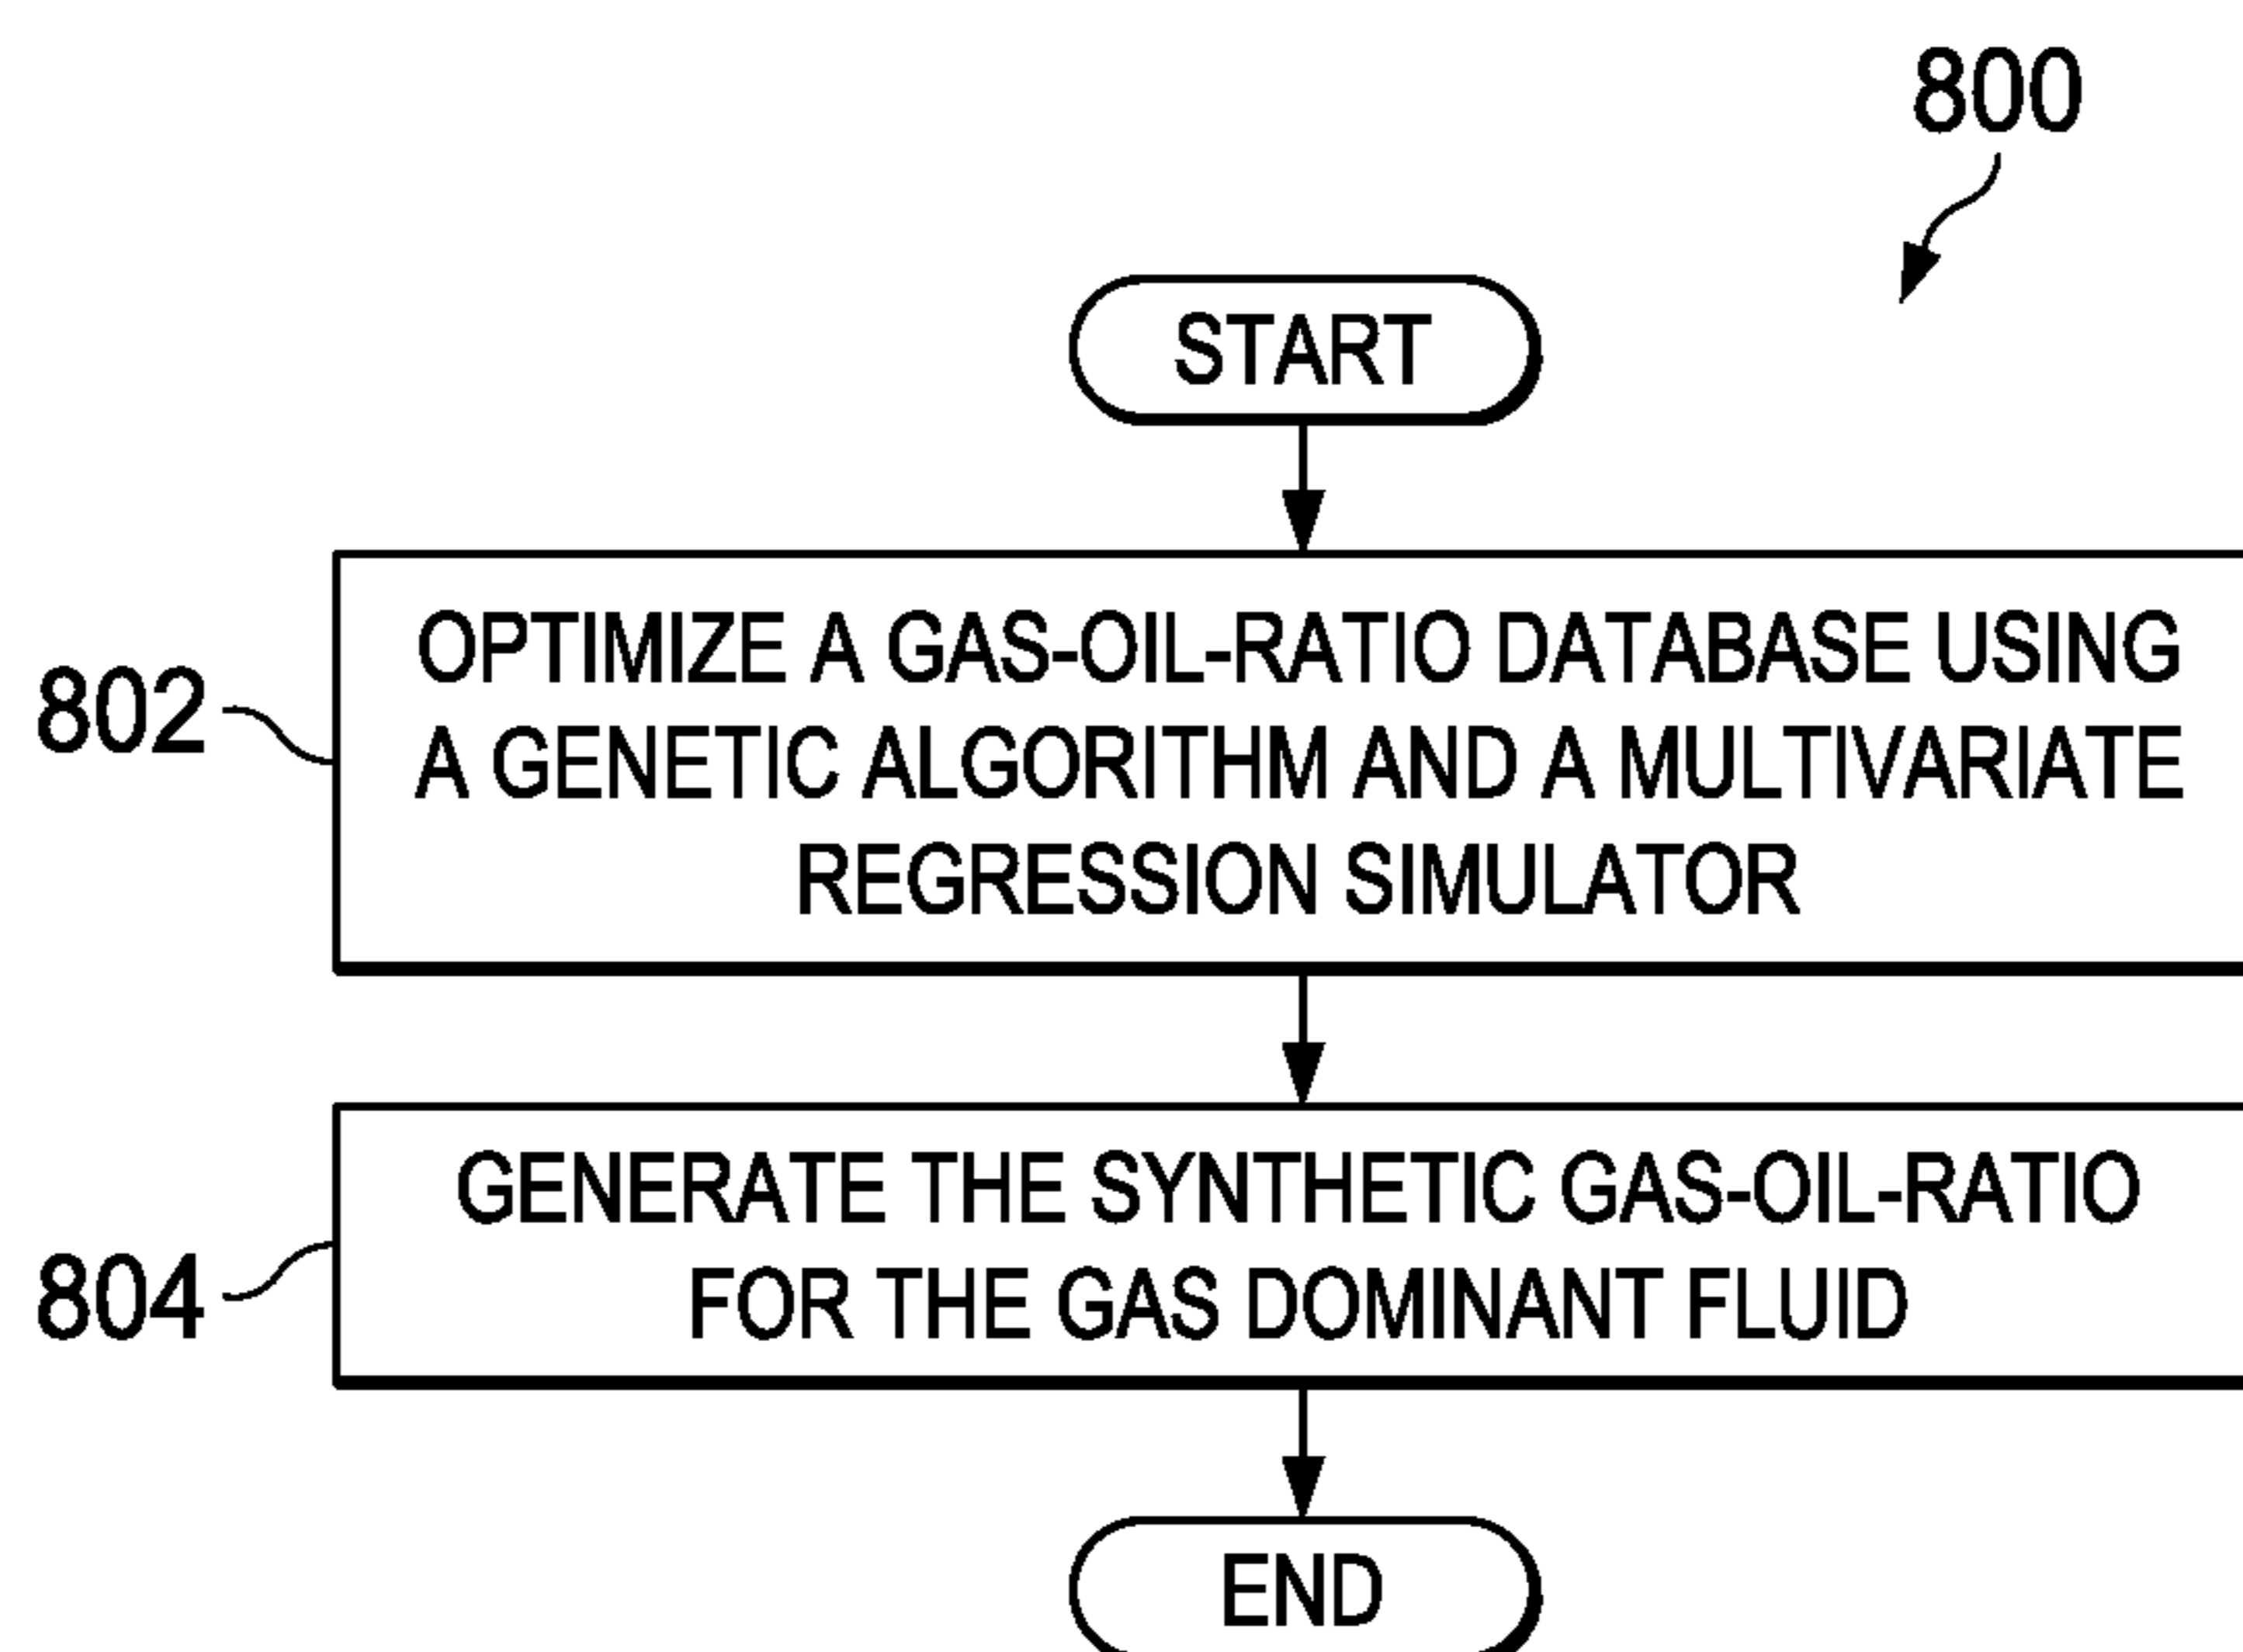 800
START
802
OPTIMIZE A GAS-OIL-RATIO DATABASE USING
A GENETIC ALGORITHM AND A MULTIVARIATE
REGRESSION SIMULATOR
804
GENERATE THE SYNTHETIC GAS-OIL-RATIO
FOR THE GAS DOMINANT FLUID
END